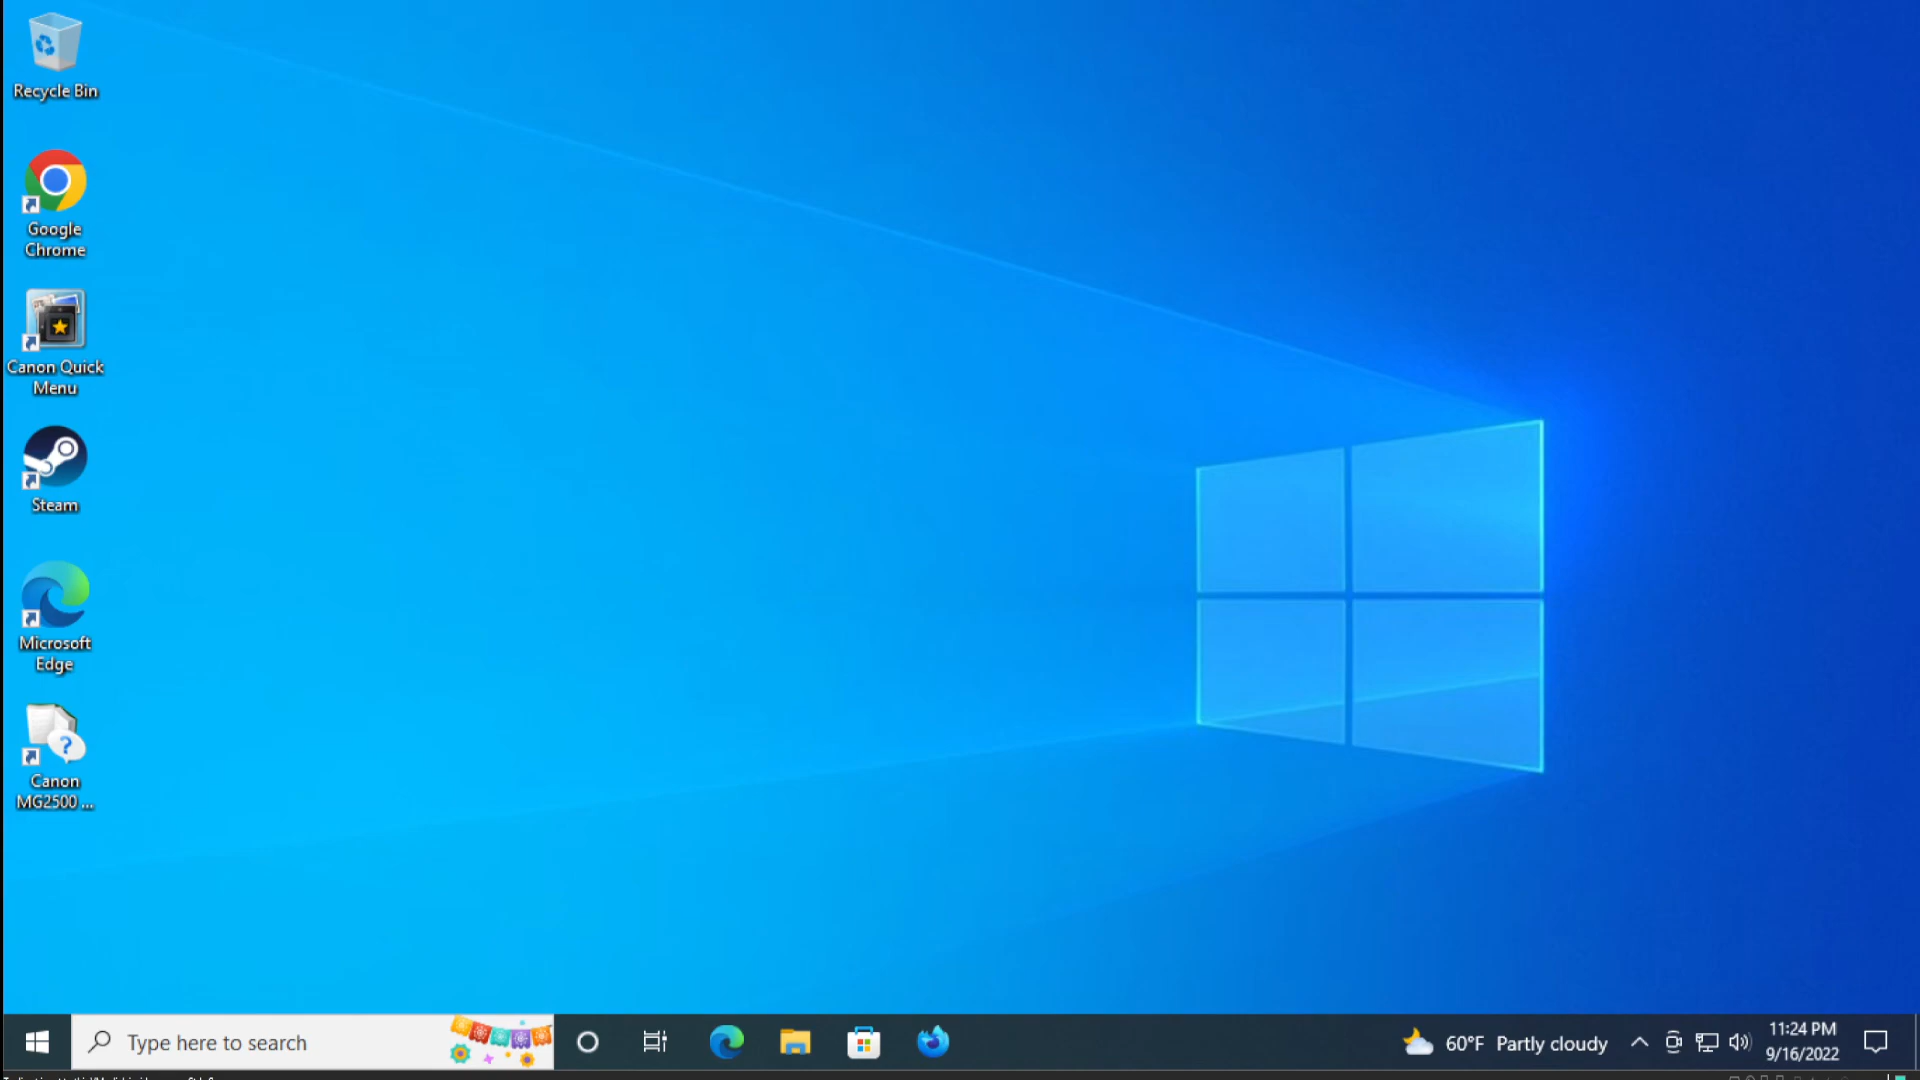 Recycle Bin
Google
Chrome
Canon Quick
Menu
Steam
Microsoft
Edge
Canon
MG2500 ...
Type here to search
60°F Partly cloudy
11:24 PM
9/16/2022